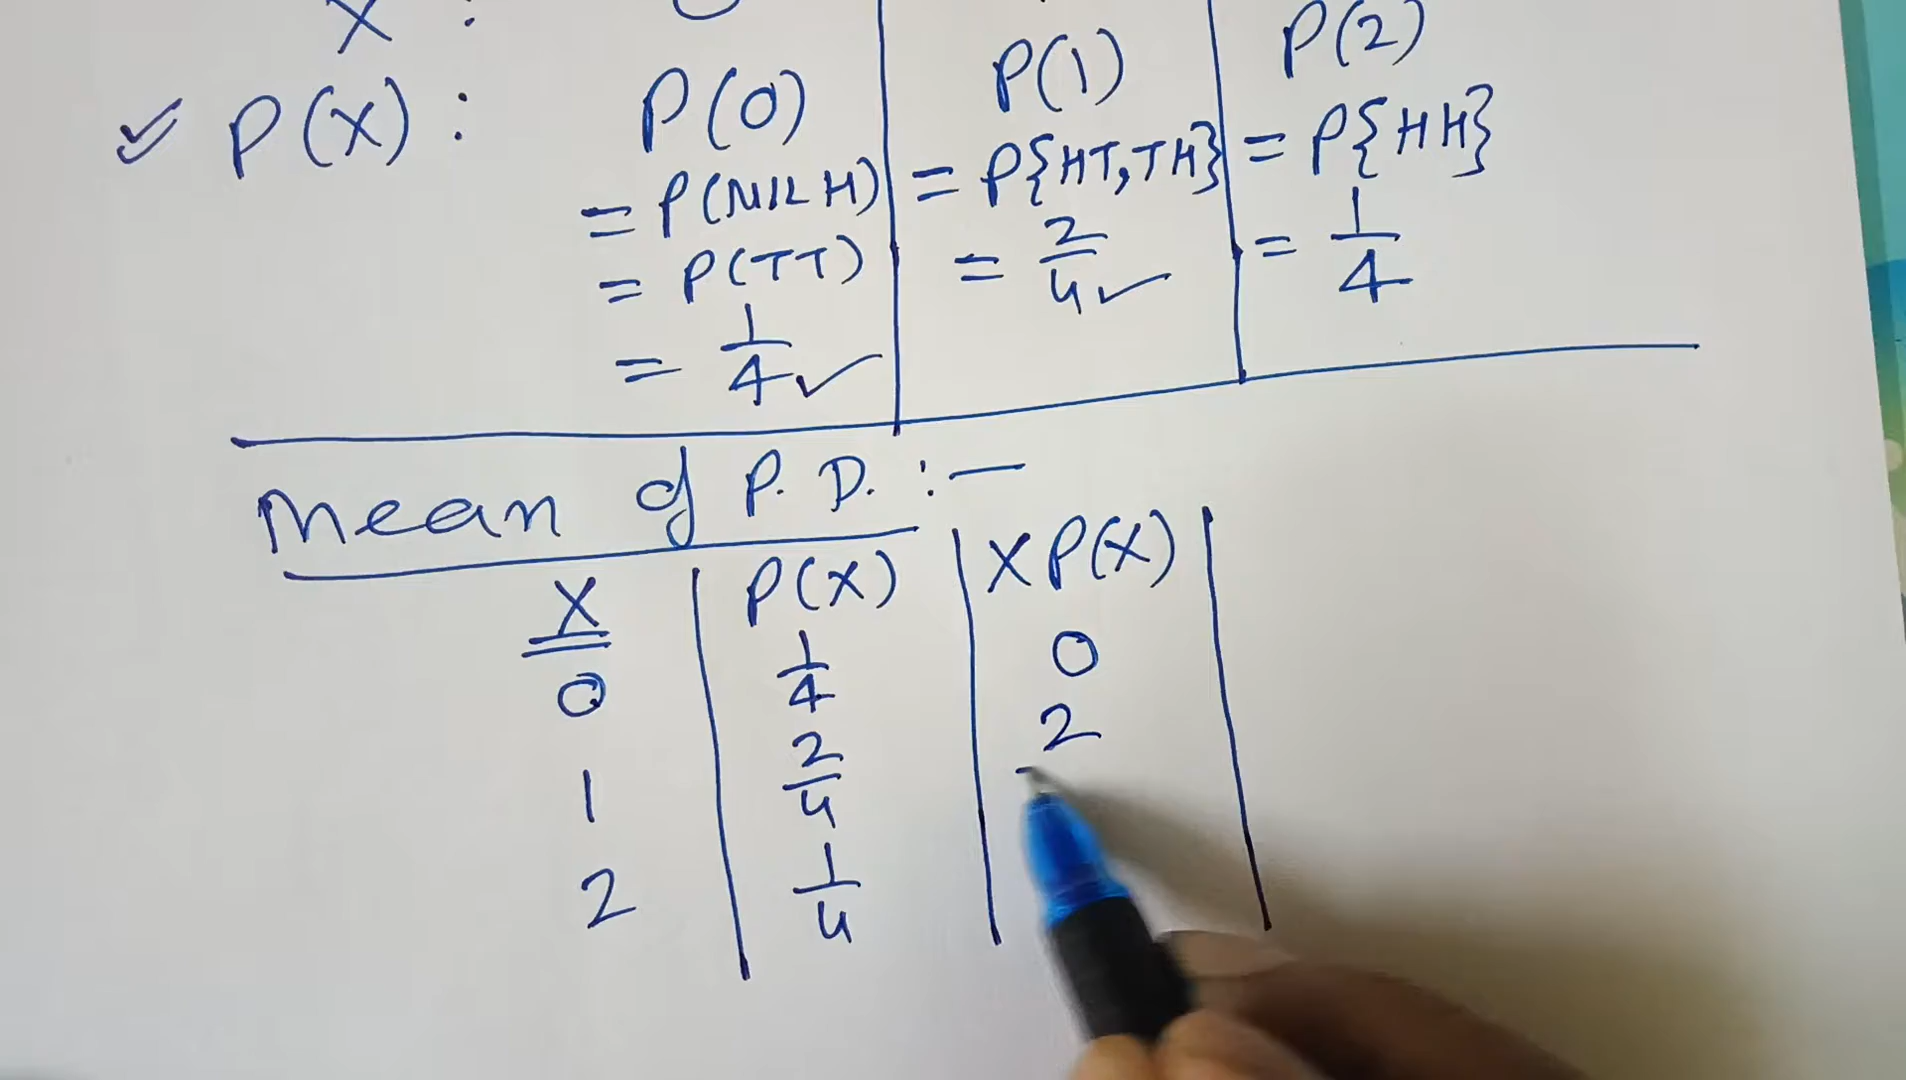 X :
P(X) : P(0) P(1) P(2)
= P(NIL H) = P{HT, TH} = P{HH}
= P(TT) = 2/4 = 1/4
= 1/4
Mean of P. D. :—
X P(X) XP(X)
0 1/4 0
1 2/4 2
2 1/4